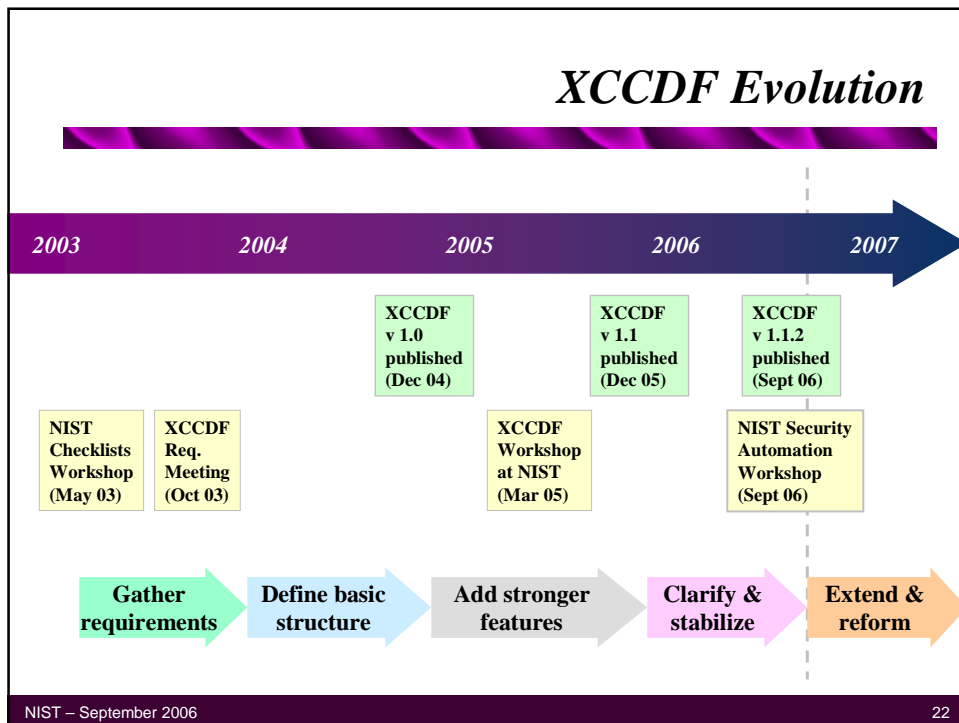 XCCDF Evolution
2003 2004 2005 2006 2007
XCCDF
v 1.0
published
(Dec 04)
XCCDF
v 1.1
published
(Dec 05)
XCCDF
v 1.1.2
published
(Sept 06)
NIST
Checklists
Workshop
(May 03)
XCCDF
Req.
Meeting
(Oct 03)
XCCDF
Workshop
at NIST
(Mar 05)
NIST Security
Automation
Workshop
(Sept 06)
Gather
requirements
Define basic
structure
Add stronger
features
Clarify &
stabilize
Extend &
reform
NIST – September 2006
22